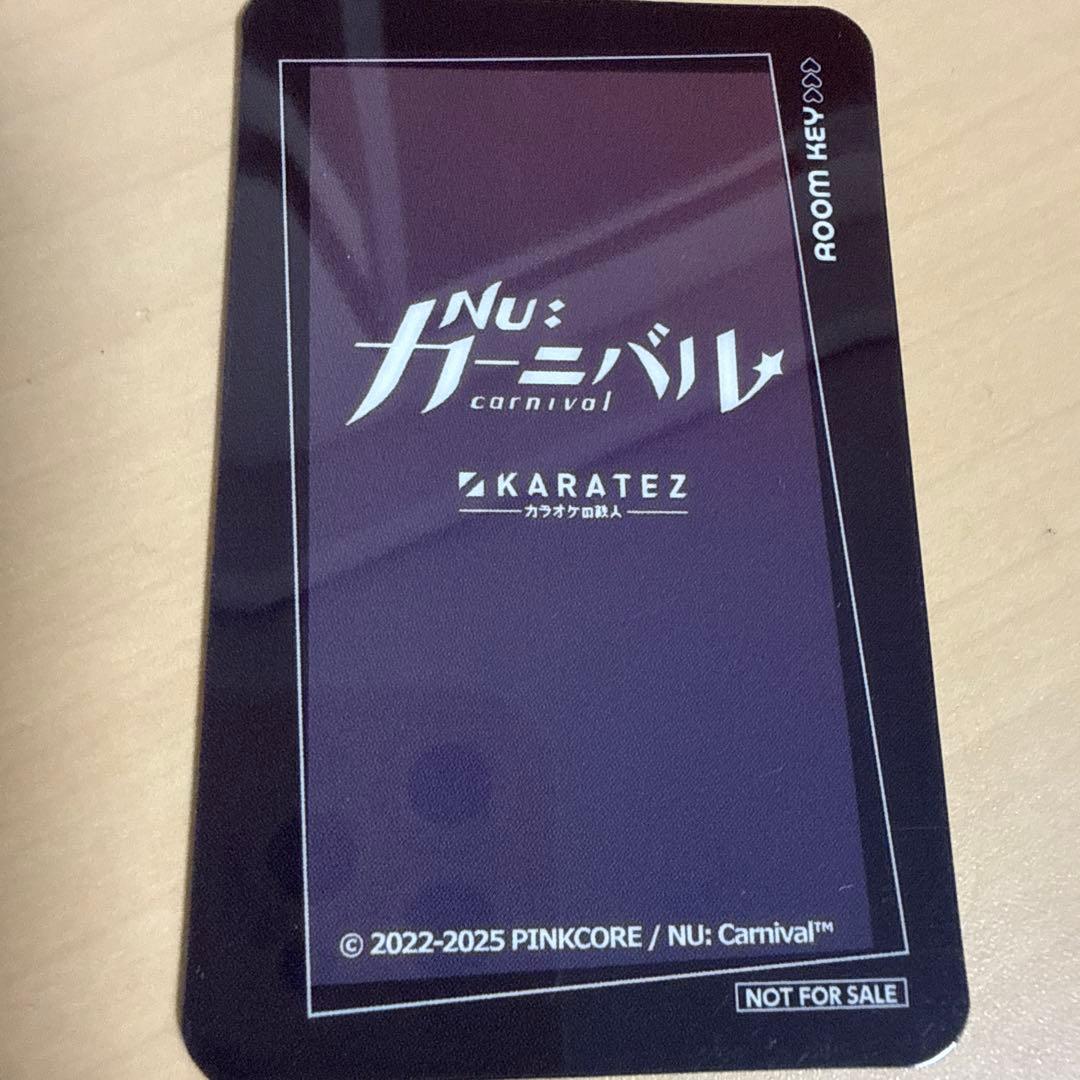 ROOM KEY
NU:
カーニバル
carnival
KARATEZ
カラオケの鉄人
© 2022-2025 PINKCORE / NU: Carnival™
NOT FOR SALE